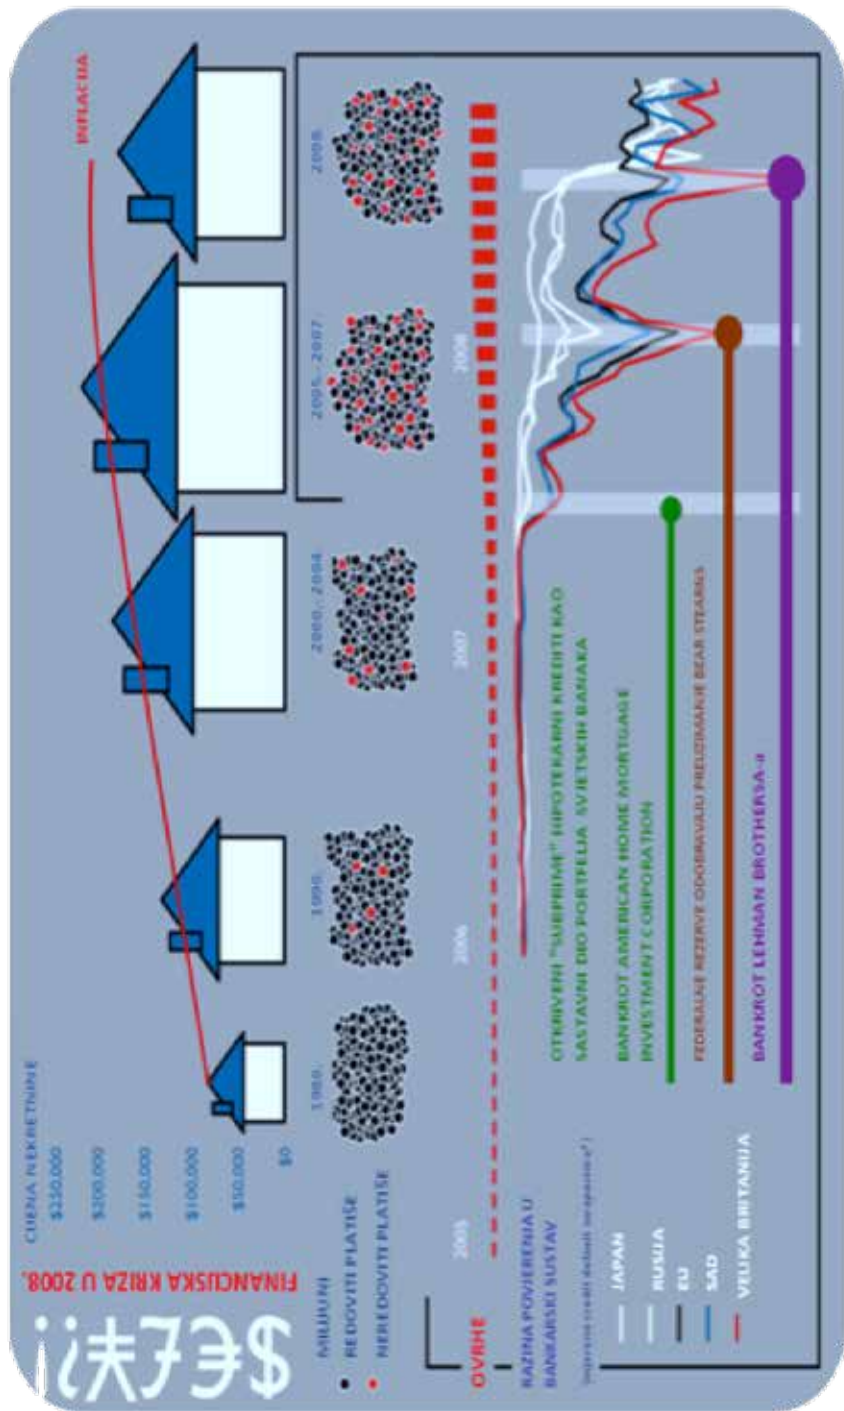 FINANCIJSKA KRIZA U 2008.
CIJENA NEKRETNINE
$250,000
$200,000
$150,000
$100,000
$50,000
$0
INFLACIJA
MILIJUNI
REDOVITI PLATIŠE
NEREDOVITI PLATIŠE
1980.
1990.
2000.-2004.
2005.-2007.
2008.
OVRHE
2005
2006
2007
2008
RAZINA POVJERENJA U
BANKARSKI SUSTAV
JAPAN
RUSIJA
EU
SAD
VELIKA BRITANIJA
OTKRIVENI "SUBPRIME" HIPOTEKARNI KREDITI KAO
SASTAVNI DIO PORTFELJA SVJETSKIH BANAKA
BANKROT AMERICAN HOME MORTGAGE
INVESTMENT CORPORATION
FEDERALNE REZERVE ODOBRAVAJU PREUZIMANJE BEAR STEARNS
BANKROT LEHMAN BROTHERSA-a